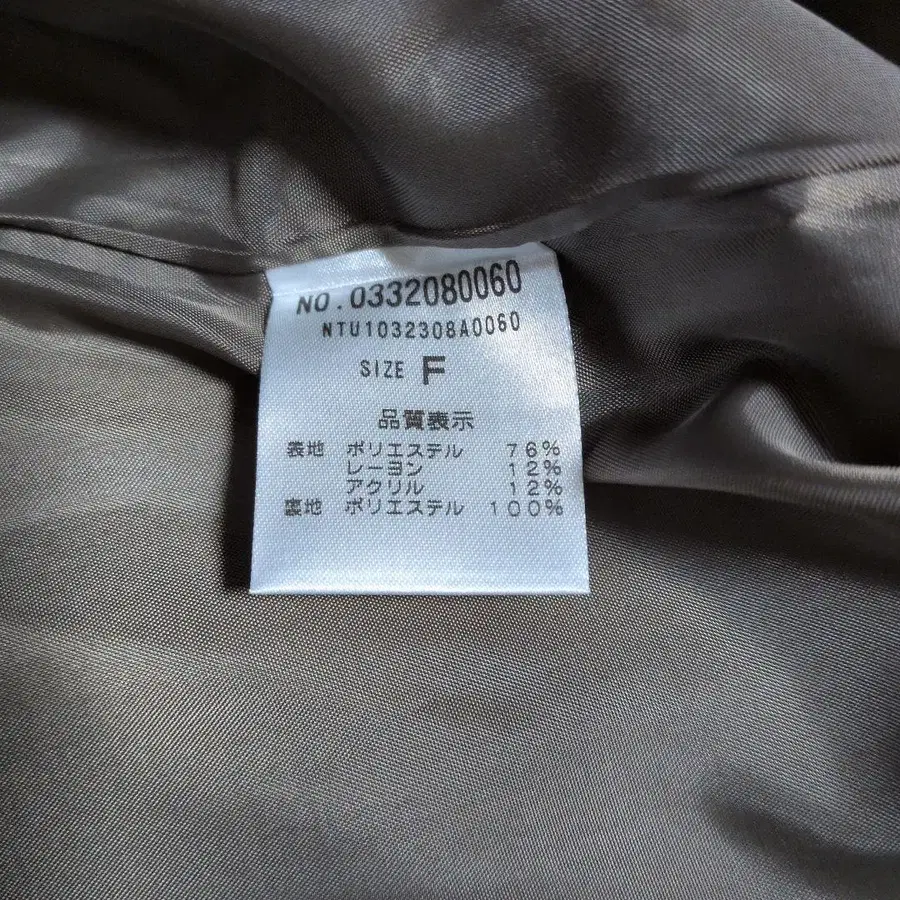 NO.0332080060
NTU1032308A0060
SIZE F
品質表示
表地 ポリエステル 76%
レーヨン 12%
アクリル 12%
裏地 ポリエステル 100%